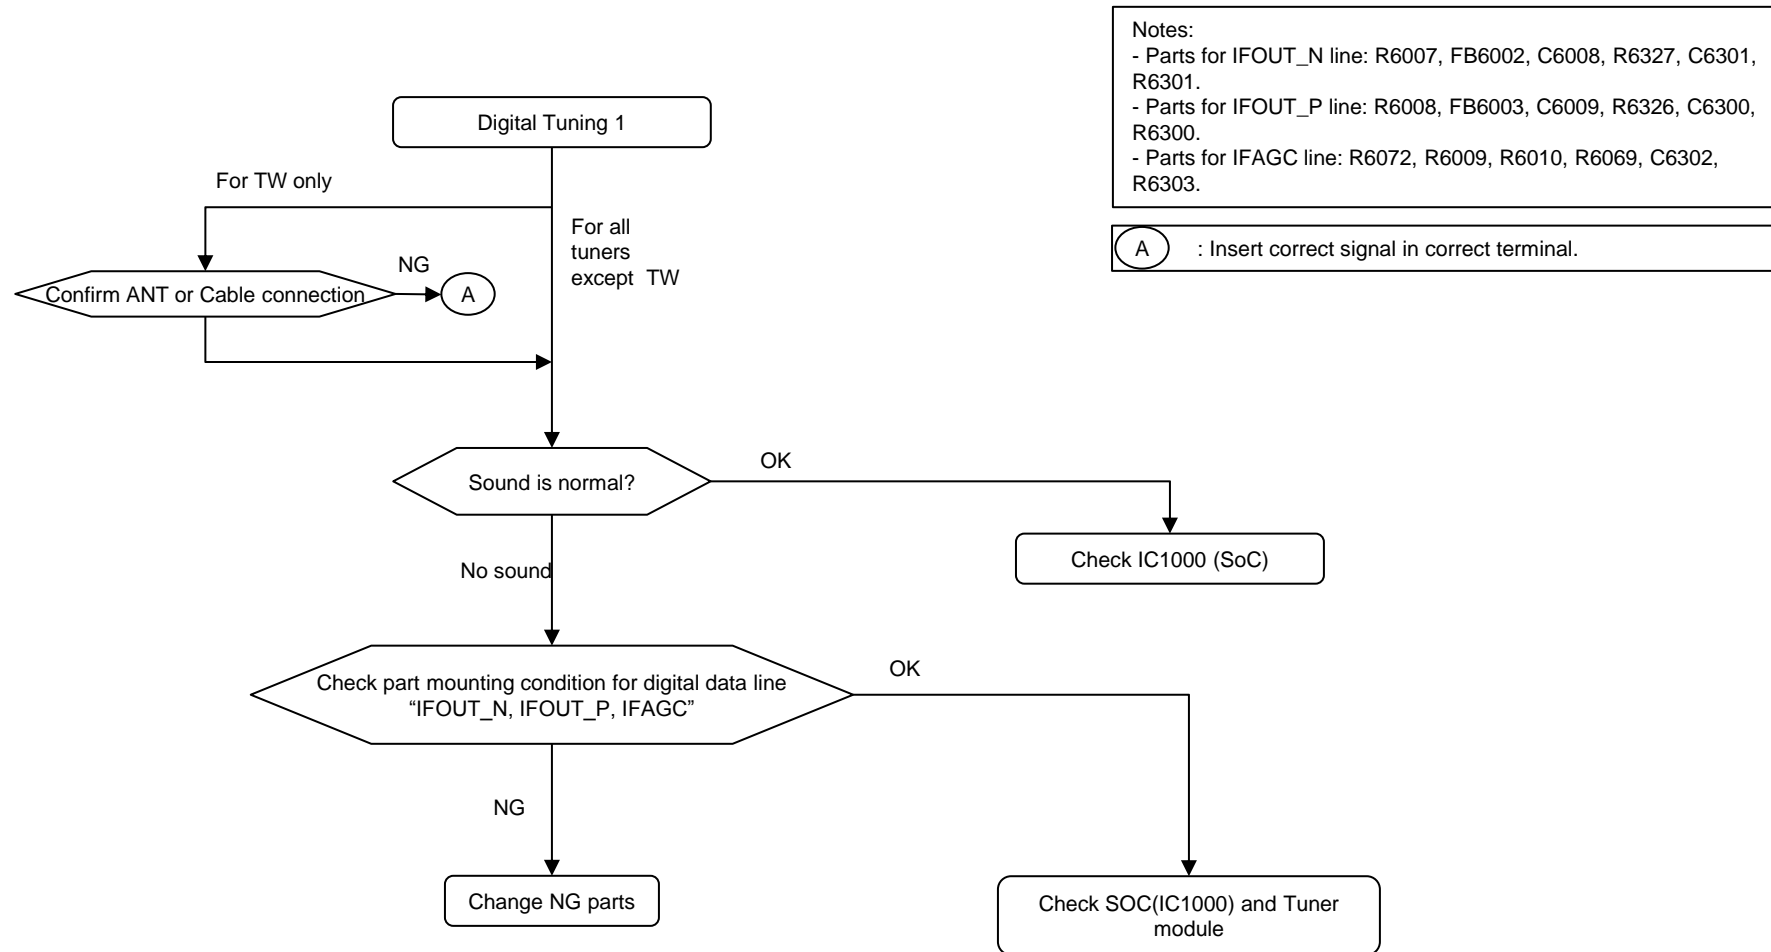 Notes:
- Parts for IFOUT_N line: R6007, FB6002, C6008, R6327, C6301,
R6301.
- Parts for IFOUT_P line: R6008, FB6003, C6009, R6326, C6300,
R6300.
- Parts for IFAGC line: R6072, R6009, R6010, R6069, C6302,
R6303.
A : Insert correct signal in correct terminal.
Digital Tuning 1
For TW only
For all
tuners
except TW
Confirm ANT or Cable connection
NG
A
Sound is normal?
OK
Check IC1000 (SoC)
No sound
Check part mounting condition for digital data line
“IFOUT_N, IFOUT_P, IFAGC”
OK
NG
Change NG parts
Check SOC(IC1000) and Tuner
module